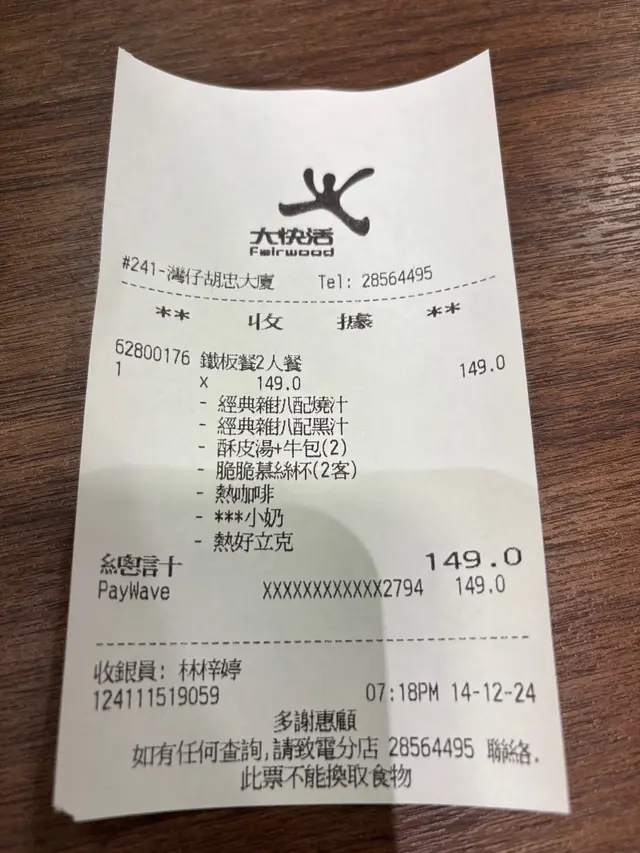 大快活
Fairwood
#241-灣仔胡忠大廈 Tel: 28564495
** 收 據 **
62800176 鐵板餐2人餐 149.0
1 x 149.0
- 經典雜扒配燒汁
- 經典雜扒配黑汁
- 酥皮湯+牛包(2)
- 脆脆慕絲杯(2客)
- 熱咖啡
- ***小奶
- 熱好立克
總計十 149.0
PayWave XXXXXXXXXXXX2794 149.0
收銀員: 林梓婷
124111519059 07:18PM 14-12-24
多謝惠顧
如有任何查詢,請致電分店 28564495 聯絡.
此票不能換取食物